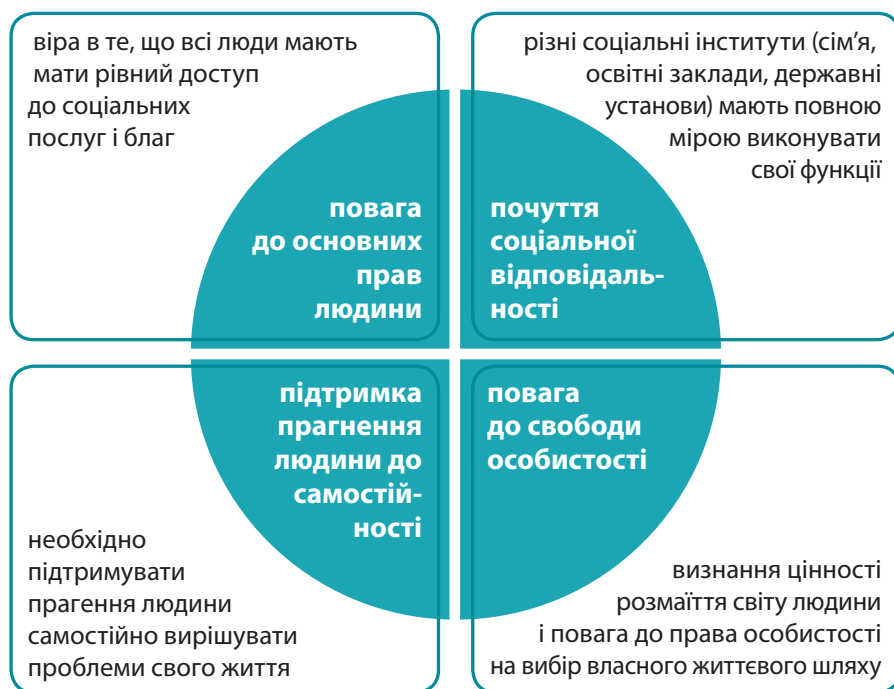 віра в те, що всі люди мають
мати рівний доступ
до соціальних
послуг і благ
повага
до основних
прав
людини
різні соціальні інститути (сім’я,
освітні заклади, державні
установи) мають повною
мірою виконувати
свої функції
почуття
соціальної
відповідаль-
ності
підтримка
прагнення
людини до
самостій-
ності
необхідно
підтримувати
прагення людини
самостійно вирішувати
проблеми свого життя
повага
до свободи
особистості
визнання цінності
розмаїття світу людини
і повага до права особистості
на вибір власного життєвого шляху